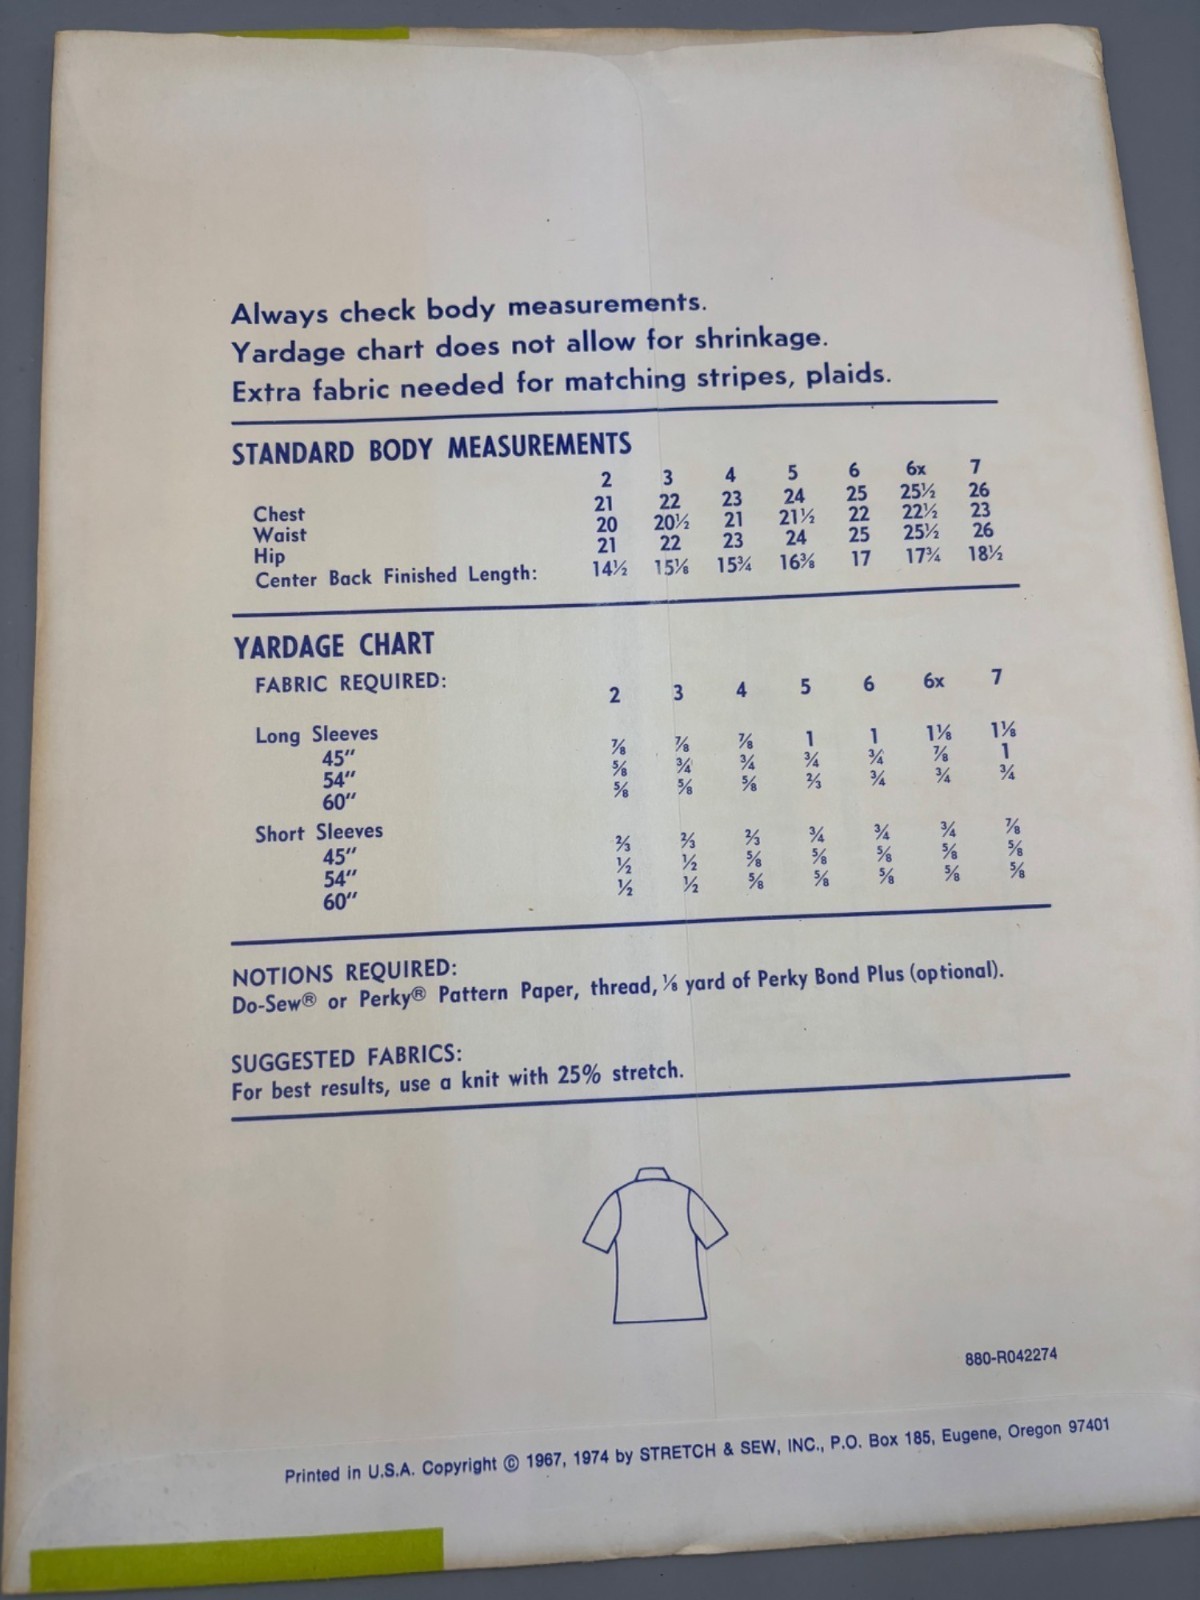 Always check body measurements.
Yardage chart does not allow for shrinkage.
Extra fabric needed for matching stripes, plaids.
STANDARD BODY MEASUREMENTS
2 3 4 5 6 6x 7
Chest 21 22 23 24 25 25½ 26
Waist 20 20½ 21 21½ 22 22½ 23
Hip 21 22 23 24 25 25½ 26
Center Back Finished Length: 14½ 15⅛ 15¾ 16⅜ 17 17¾ 18½
YARDAGE CHART
FABRIC REQUIRED: 2 3 4 5 6 6x 7
Long Sleeves
45" ⅞ ⅞ ⅞ 1 1 1⅛ 1⅛
54" ⅝ ¾ ¾ ¾ ¾ ⅞ 1
60" ⅝ ⅝ ⅝ ⅔ ¾ ¾ ¾
Short Sleeves
45" ⅔ ⅔ ⅔ ¾ ¾ ¾ ⅞
54" ½ ½ ⅝ ⅝ ⅝ ⅝ ⅝
60" ½ ½ ⅝ ⅝ ⅝ ⅝ ⅝
NOTIONS REQUIRED:
Do-Sew® or Perky® Pattern Paper, thread, ⅛ yard of Perky Bond Plus (optional).
SUGGESTED FABRICS:
For best results, use a knit with 25% stretch.
880-R042274
Printed in U.S.A. Copyright © 1967, 1974 by STRETCH & SEW, INC., P.O. Box 185, Eugene, Oregon 97401